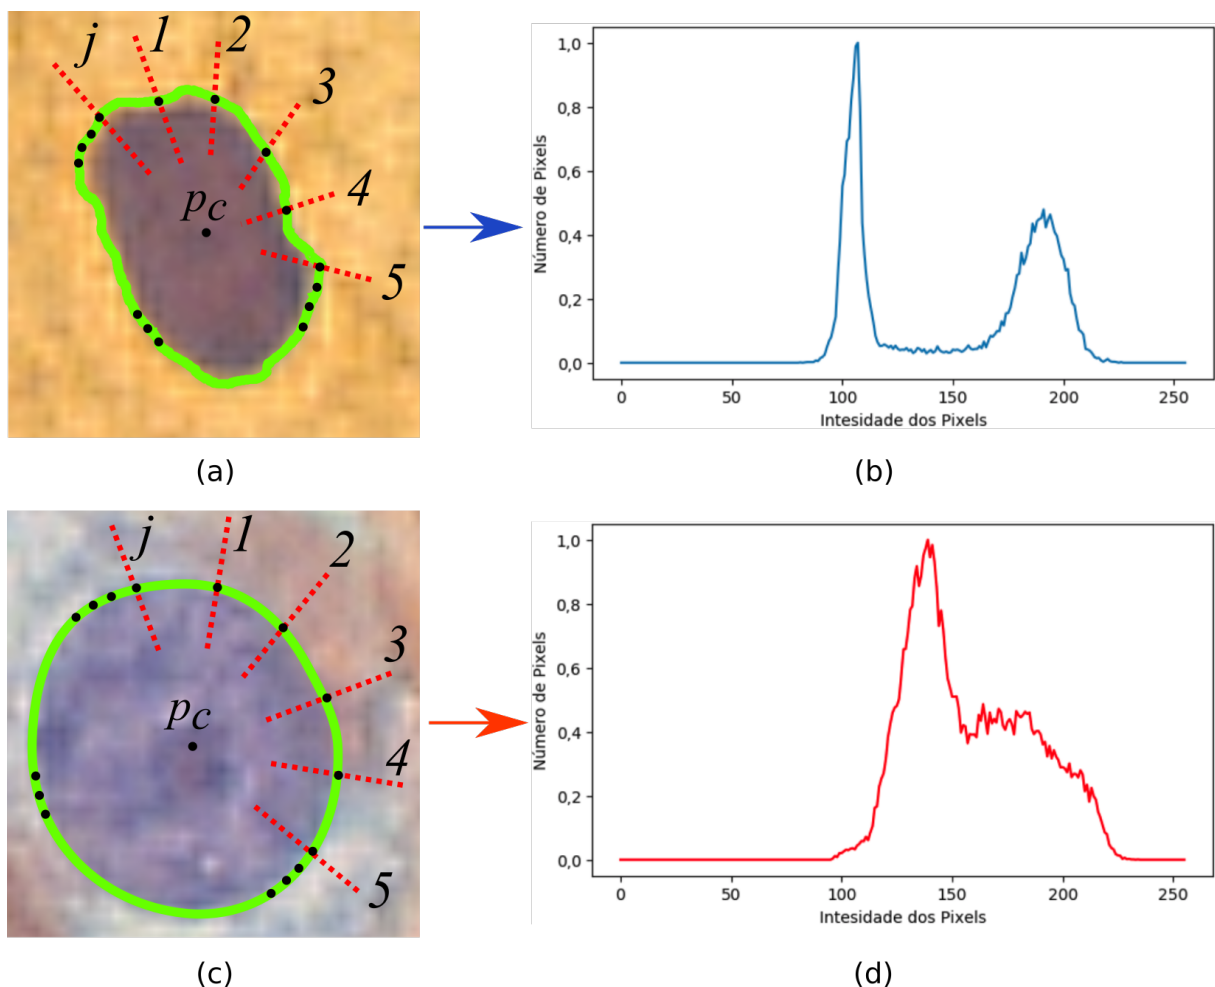 j 1 2
3
4
5
pc
(a)
1,0
0,8
0,6
0,4
0,2
0,0
Número de Pixels
0 50 100 150 200 250
Intesidade dos Pixels
(b)
j 1 2
3
4
5
pc
(c)
1,0
0,8
0,6
0,4
0,2
0,0
Número de Pixels
0 50 100 150 200 250
Intesidade dos Pixels
(d)